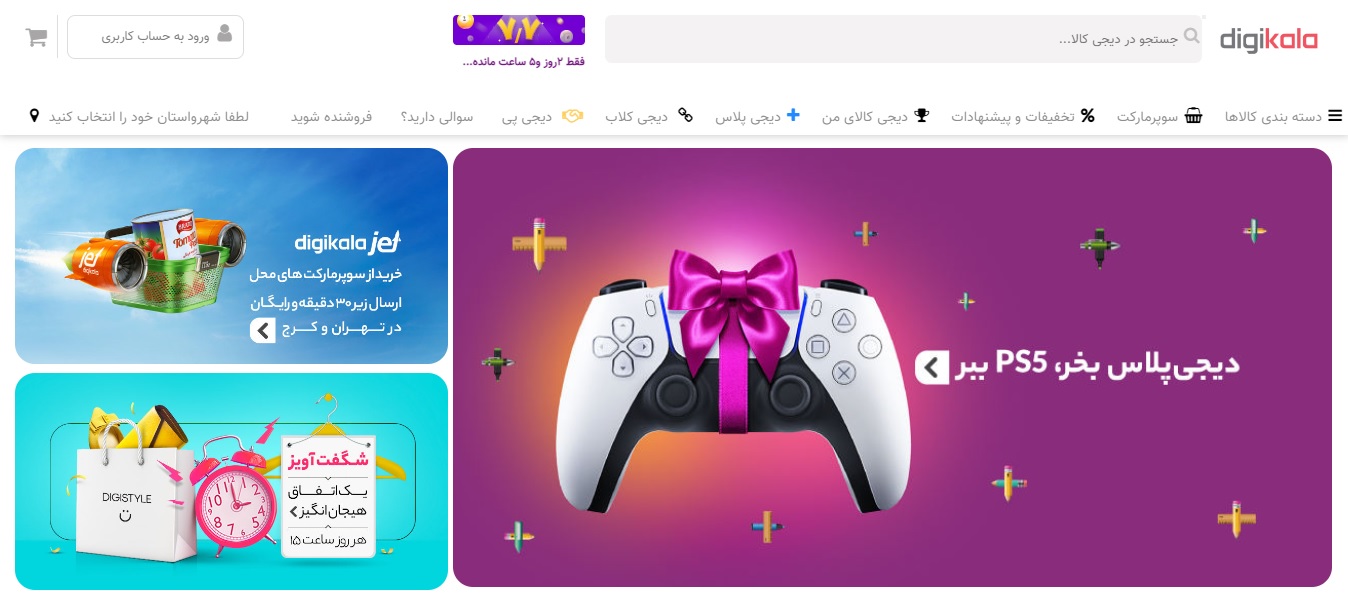 digikala
جستجو در دیجی کالا...
۷/۷
فقط ۲روز و۵ ساعت مانده...
ورود به حساب کاربری
دسته بندی کالاها
سوپرمارکت
تخفیفات و پیشنهادات
دیجی کالای من
دیجی پلاس
دیجی کلاب
دیجی پی
سوالی دارید؟
فروشنده شوید
لطفا شهرواستان خود را انتخاب کنید
دیجی‌پلاس بخر، PS5 ببر
digikala jet
خرید از سوپرمارکت‌های محل
ارسال زیر ۳۰ دقیقه و رایگان
در تهران و کرج
jet
digikala
Tomato
شگفت‌آویز
یک اتفاق
هیجان‌انگیز
هر روز ساعت ۱۵
DIGISTYLE